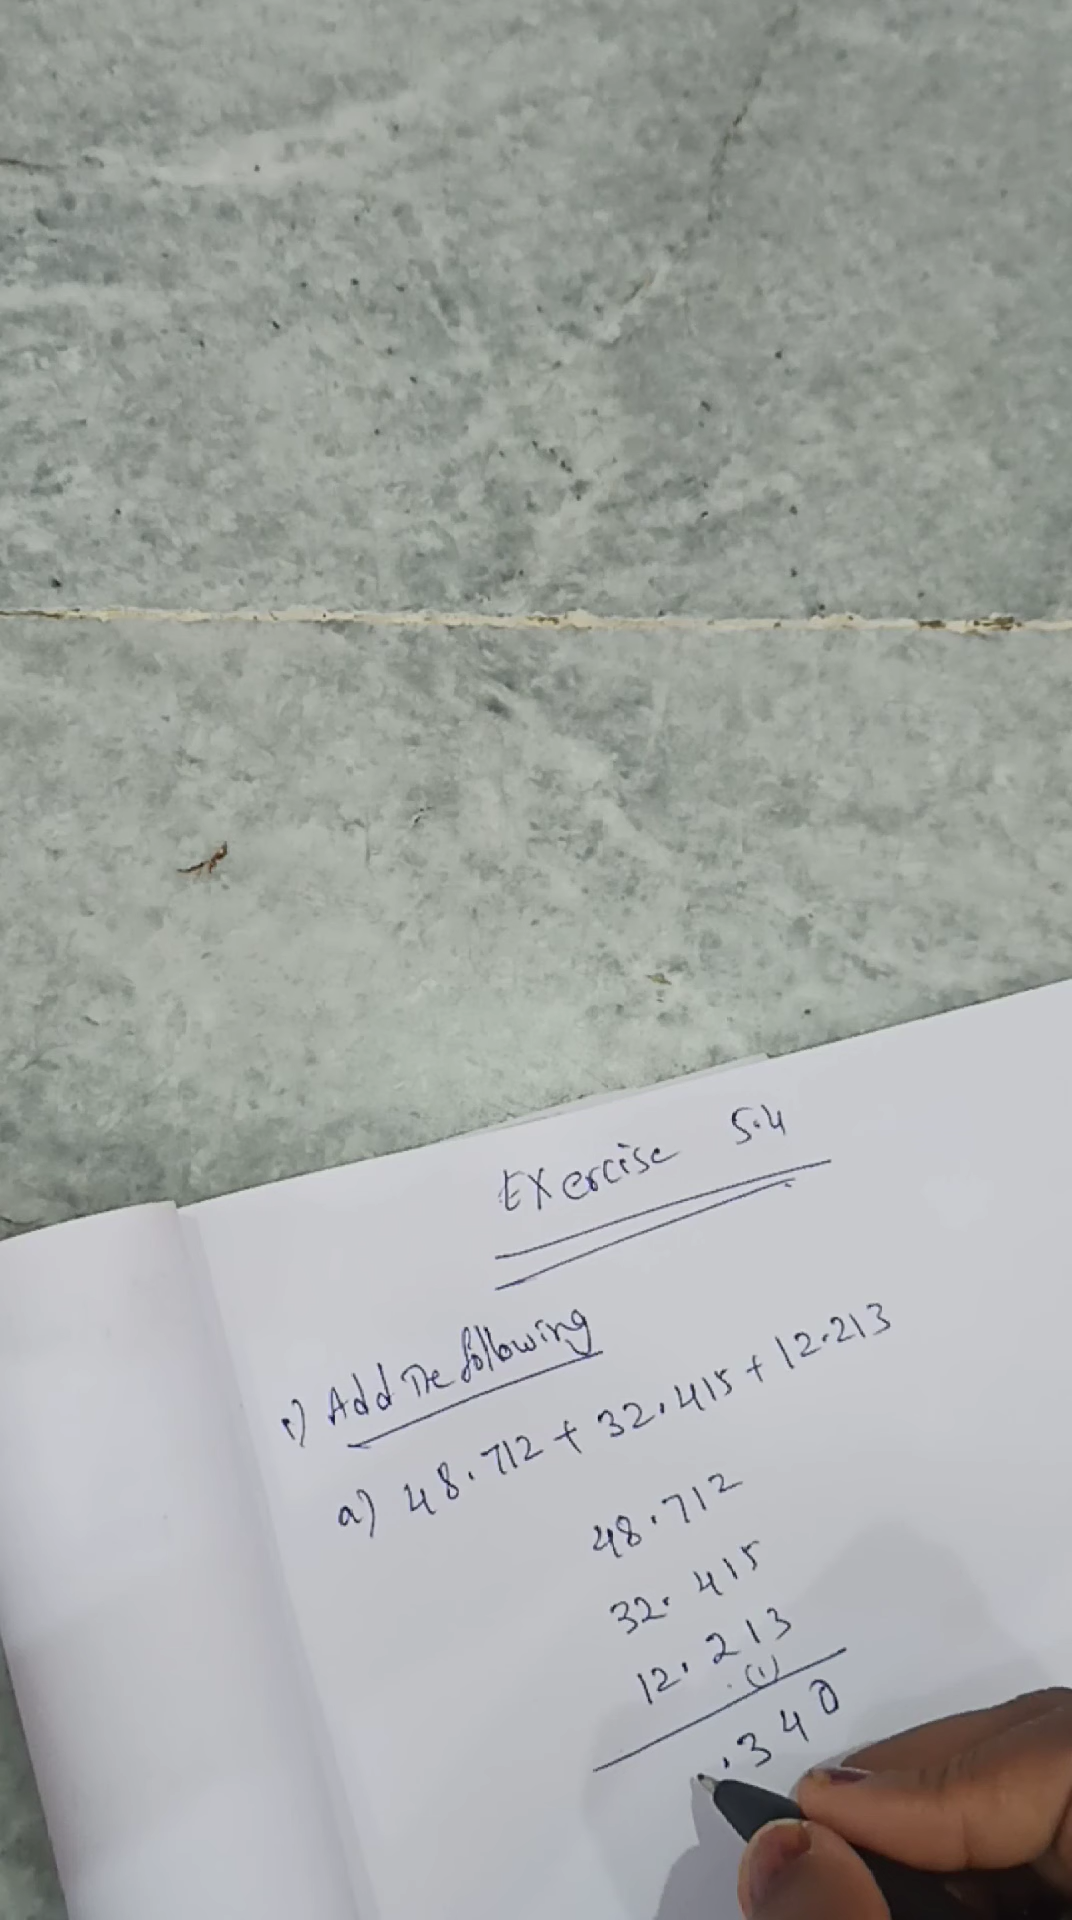 Exercise 5.4
1) Add The following
a) 48.712 + 32.415 + 12.213
48.712
32.415
12.213
(1)
.340